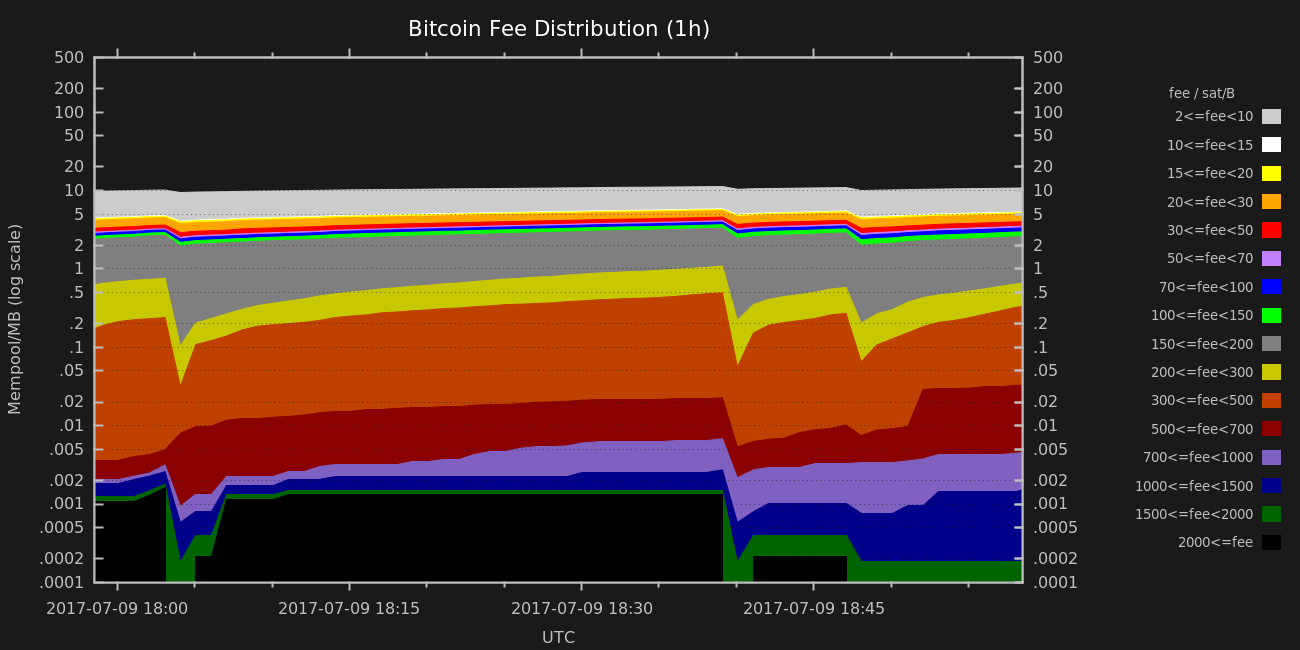 Bitcoin Fee Distribution (1h)
500
200
100
50
20
10
5
2
1
.5
.2
.1
.05
.02
.01
.005
.002
.001
.0005
.0002
.0001
Mempool/MB (log scale)
500
200
100
50
20
10
5
2
1
.5
.2
.1
.05
.02
.01
.005
.002
.001
.0005
.0002
.0001
2017-07-09 18:00
2017-07-09 18:15
2017-07-09 18:30
2017-07-09 18:45
UTC
fee / sat/B
2<=fee<10
10<=fee<15
15<=fee<20
20<=fee<30
30<=fee<50
50<=fee<70
70<=fee<100
100<=fee<150
150<=fee<200
200<=fee<300
300<=fee<500
500<=fee<700
700<=fee<1000
1000<=fee<1500
1500<=fee<2000
2000<=fee